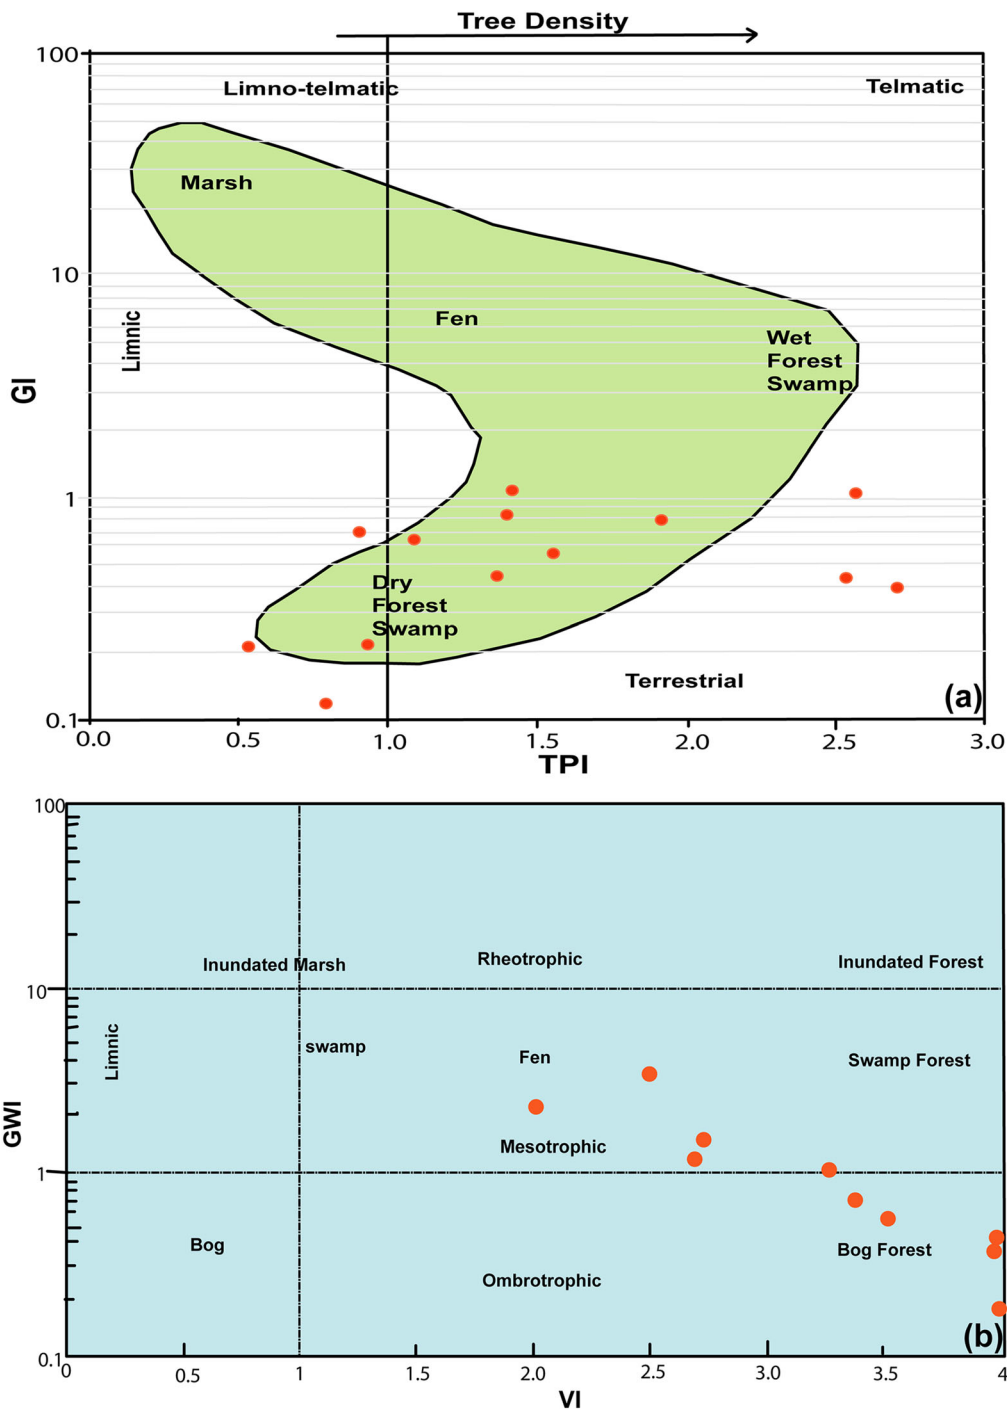 Tree Density
100
Limno-telmatic
Telmatic
Marsh
10
Fen
Limnic
Wet
Forest
Swamp
GI
1
Dry
Forest
Swamp
Terrestrial
(a)
0.1
0.0 0.5 1.0 1.5 2.0 2.5 3.0
TPI
100
Inundated Marsh
Rheotrophic
Inundated Forest
10
Limnic
swamp
Fen
Swamp Forest
GWI
Mesotrophic
1
Bog
Bog Forest
Ombrotrophic
(b)
0.1
0 0.5 1 1.5 2.0 2.5 3.0 3.5 4
VI